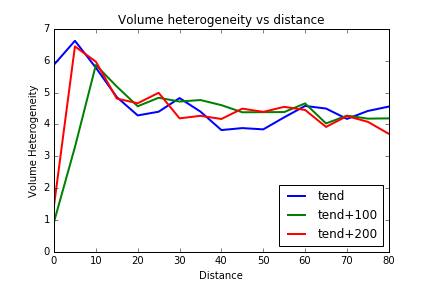 Volume heterogeneity vs distance
Volume Heterogeneity
7
6
5
4
3
2
1
0
tend
tend+100
tend+200
0 10 20 30 40 50 60 70 80
Distance